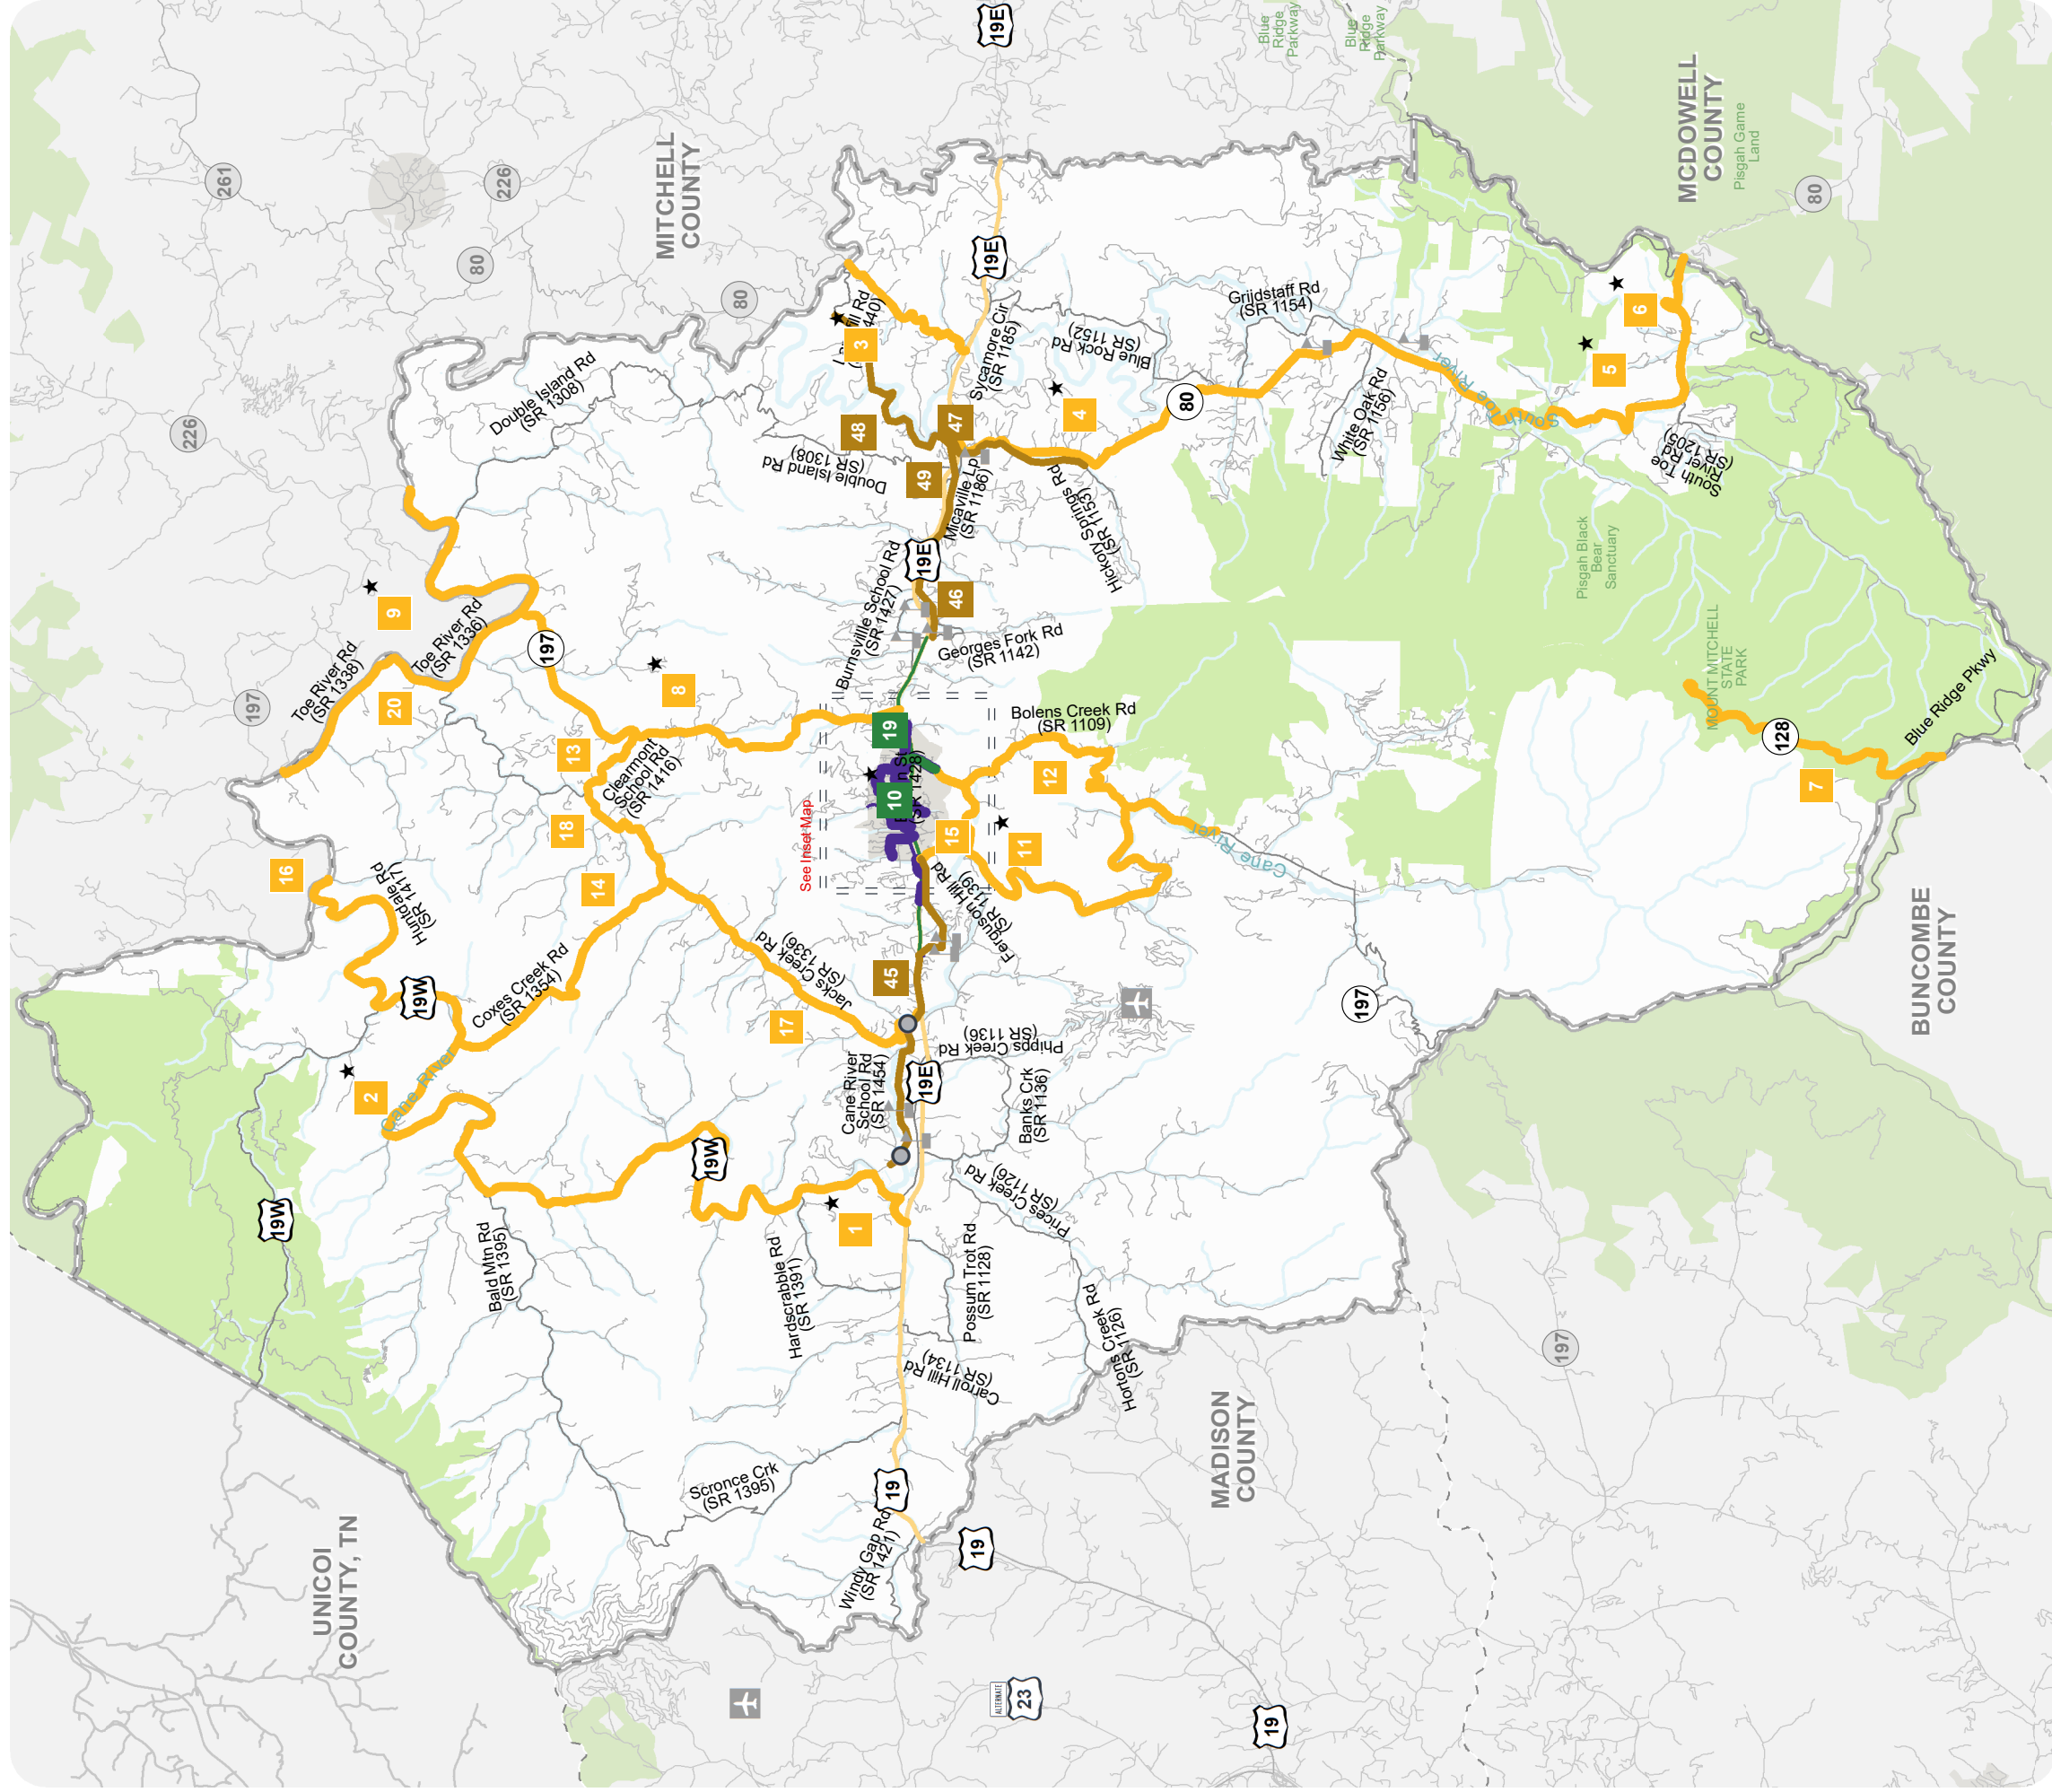 UNICOI
COUNTY, TN
MITCHELL
COUNTY
MCDOWELL
COUNTY
BUNCOMBE
COUNTY
MADISON
COUNTY
261
226
80
80
226
197
19E
Blue
Ridge
Parkway
Blue
Ridge
Parkway
Pisgah Game
Land
80
Double Island Rd
(SR 1308)
Double Island Rd
(SR 1308)
3
48
47
49
46
19E
Sycamore Cir
(SR 1185)
Blue Rock Rd
(SR 1152)
4
Grijdstaff Rd
(SR 1154)
80
White Oak Rd
(SR 1156)
South Toe River
5
6
South Toe
River Rd
(SR 1205)
Micaville Lp
(SR 1186)
Hickory Springs Rd
(SR 1153)
19E
Burnsville School Rd
(SR 1427)
Georges Fork Rd
(SR 1142)
Pisgah Black
Bear
Sanctuary
MOUNT MITCHELL
STATE
PARK
128
7
Blue Ridge Pkwy
9
Toe River Rd
(SR 1338)
Toe River Rd
(SR 1336)
20
197
8
13
Clearmont
School Rd
(SR 1416)
18
14
16
Huntdale Rd
(SR 1417)
19W
Coxes Creek Rd
(SR 1354)
Cane River
2
19W
Bald Mtn Rd
(SR 1395)
19W
17
Jacks Creek Rd
(SR 1336)
See Inset Map
19
10
(SR 1428)
15
11
12
Bolens Creek Rd
(SR 1109)
Cane River
Ferguson Hill Rd
(SR 1139)
45
Cane River
School Rd
(SR 1454)
19E
Phipps Creek Rd
(SR 1136)
Banks Crk
(SR 1136)
Prices Creek Rd
(SR 1126)
197
1
Hardscrabble Rd
(SR 1391)
Possum Trot Rd
(SR 1128)
Carroll Hill Rd
(SR 1134)
Hortons Creek Rd
(SR 1126)
197
Scronce Crk
(SR 1395)
19
Windy Gap Rd
(SR 1421)
19
ALTERNATE
23
19